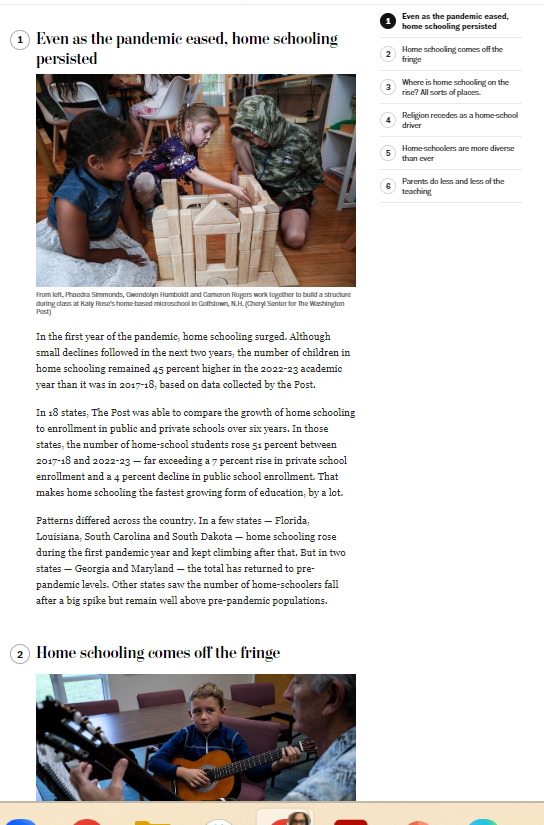 1
Even as the pandemic eased, home schooling
persisted
From left, Phaedra Simmonds, Gwendolyn Humboldt and Cameron Rogers work together to build a structure
during class at Katy Rose's home-based microschool in Goffstown, N.H. (Cheryl Senter for The Washington
Post)
In the first year of the pandemic, home schooling surged. Although
small declines followed in the next two years, the number of children in
home schooling remained 45 percent higher in the 2022-23 academic
year than it was in 2017-18, based on data collected by the Post.
In 18 states, The Post was able to compare the growth of home schooling
to enrollment in public and private schools over six years. In those
states, the number of home-school students rose 51 percent between
2017-18 and 2022-23 — far exceeding a 7 percent rise in private school
enrollment and a 4 percent decline in public school enrollment. That
makes home schooling the fastest growing form of education, by a lot.
Patterns differed across the country. In a few states — Florida,
Louisiana, South Carolina and South Dakota — home schooling rose
during the first pandemic year and kept climbing after that. But in two
states — Georgia and Maryland — the total has returned to pre-
pandemic levels. Other states saw the number of home-schoolers fall
after a big spike but remain well above pre-pandemic populations.
2
Home schooling comes off the fringe
1
Even as the pandemic eased,
home schooling persisted
2
Home schooling comes off the
fringe
3
Where is home schooling on the
rise? All sorts of places.
4
Religion recedes as a home-school
driver
5
Home-schoolers are more diverse
than ever
6
Parents do less and less of the
teaching